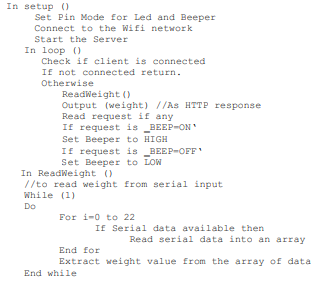 In setup ()
Set Pin Mode for Led and Beeper
Connect to the Wifi network
Start the Server
In loop ()
Check if client is connected
If not connected return.
Otherwise
ReadWeight()
Output (weight) //As HTTP response
Read request if any
If request is _BEEP=ON‘
Set Beeper to HIGH
If request is _BEEP=OFF‘
Set Beeper to LOW
In ReadWeight ()
//to read weight from serial input
While (1)
Do
For i=0 to 22
If Serial data available then
Read serial data into an array
End for
Extract weight value from the array of data
End while